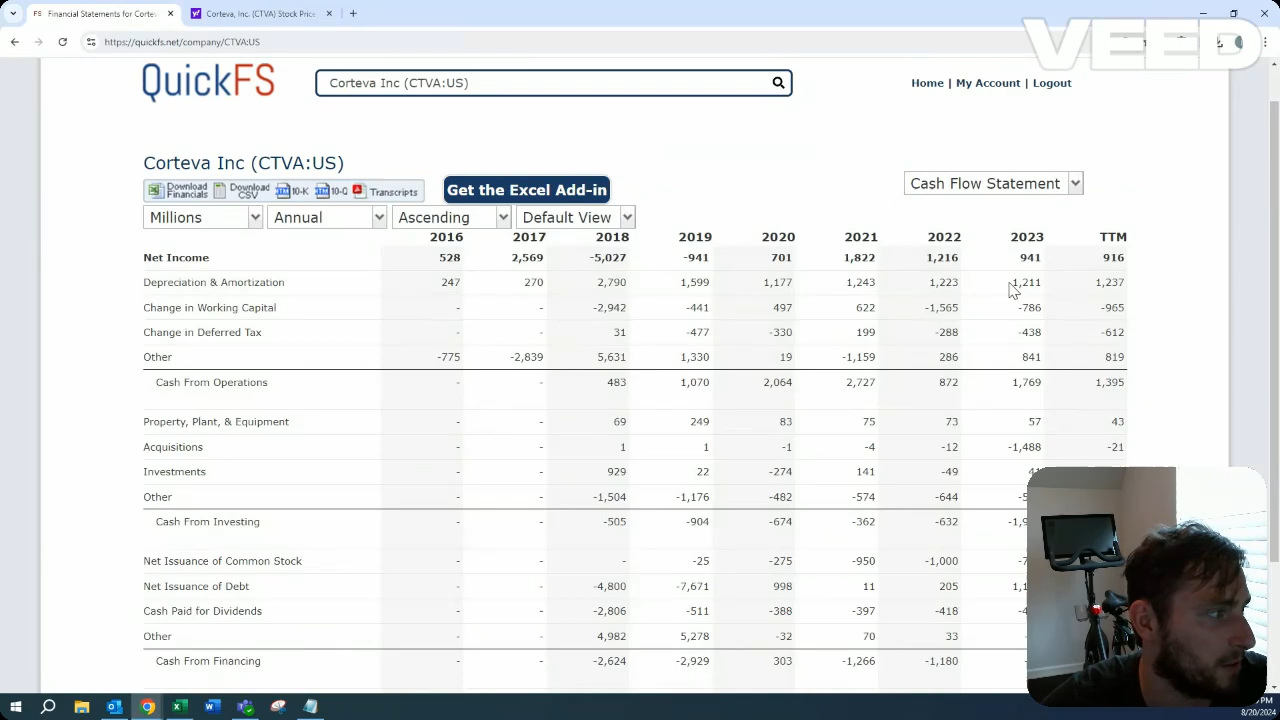 Financial Statements for Cortev
Corteva, Inc. (CTVA) Stock Price
https://quickfs.net/company/CTVA:US
VEED
QuickFS
Corteva Inc (CTVA:US)
Home | My Account | Logout
Corteva Inc (CTVA:US)
Download Financials Download CSV 10-K 10-Q Transcripts
Get the Excel Add-in
Cash Flow Statement
Millions Annual Ascending Default View
2016 2017 2018 2019 2020 2021 2022 2023 TTM
Net Income 528 2,569 -5,027 -941 701 1,822 1,216 941 916
Depreciation & Amortization 247 270 2,790 1,599 1,177 1,243 1,223 1,211 1,237
Change in Working Capital - - -2,942 -441 497 622 -1,565 -786 -965
Change in Deferred Tax - - 31 -477 -330 199 -288 -438 -612
Other -775 -2,839 5,631 1,330 19 -1,159 286 841 819
Cash From Operations - - 483 1,070 2,064 2,727 872 1,769 1,395
Property, Plant, & Equipment - - 69 249 83 75 73 57 43
Acquisitions - - 1 1 -1 -4 -12 -1,488 -21
Investments - - 929 22 -274 141 -49
Other - - -1,504 -1,176 -482 -574 -644
Cash From Investing - - -505 -904 -674 -362 -632
Net Issuance of Common Stock - - - -25 -275 -950 -1,000
Net Issuance of Debt - - -4,800 -7,671 998 11 205
Cash Paid for Dividends - - -2,806 -511 -388 -397 -418
Other - - 4,982 5,278 -32 70 33
Cash From Financing - - -2,624 -2,929 303 -1,266 -1,180
8/20/2024